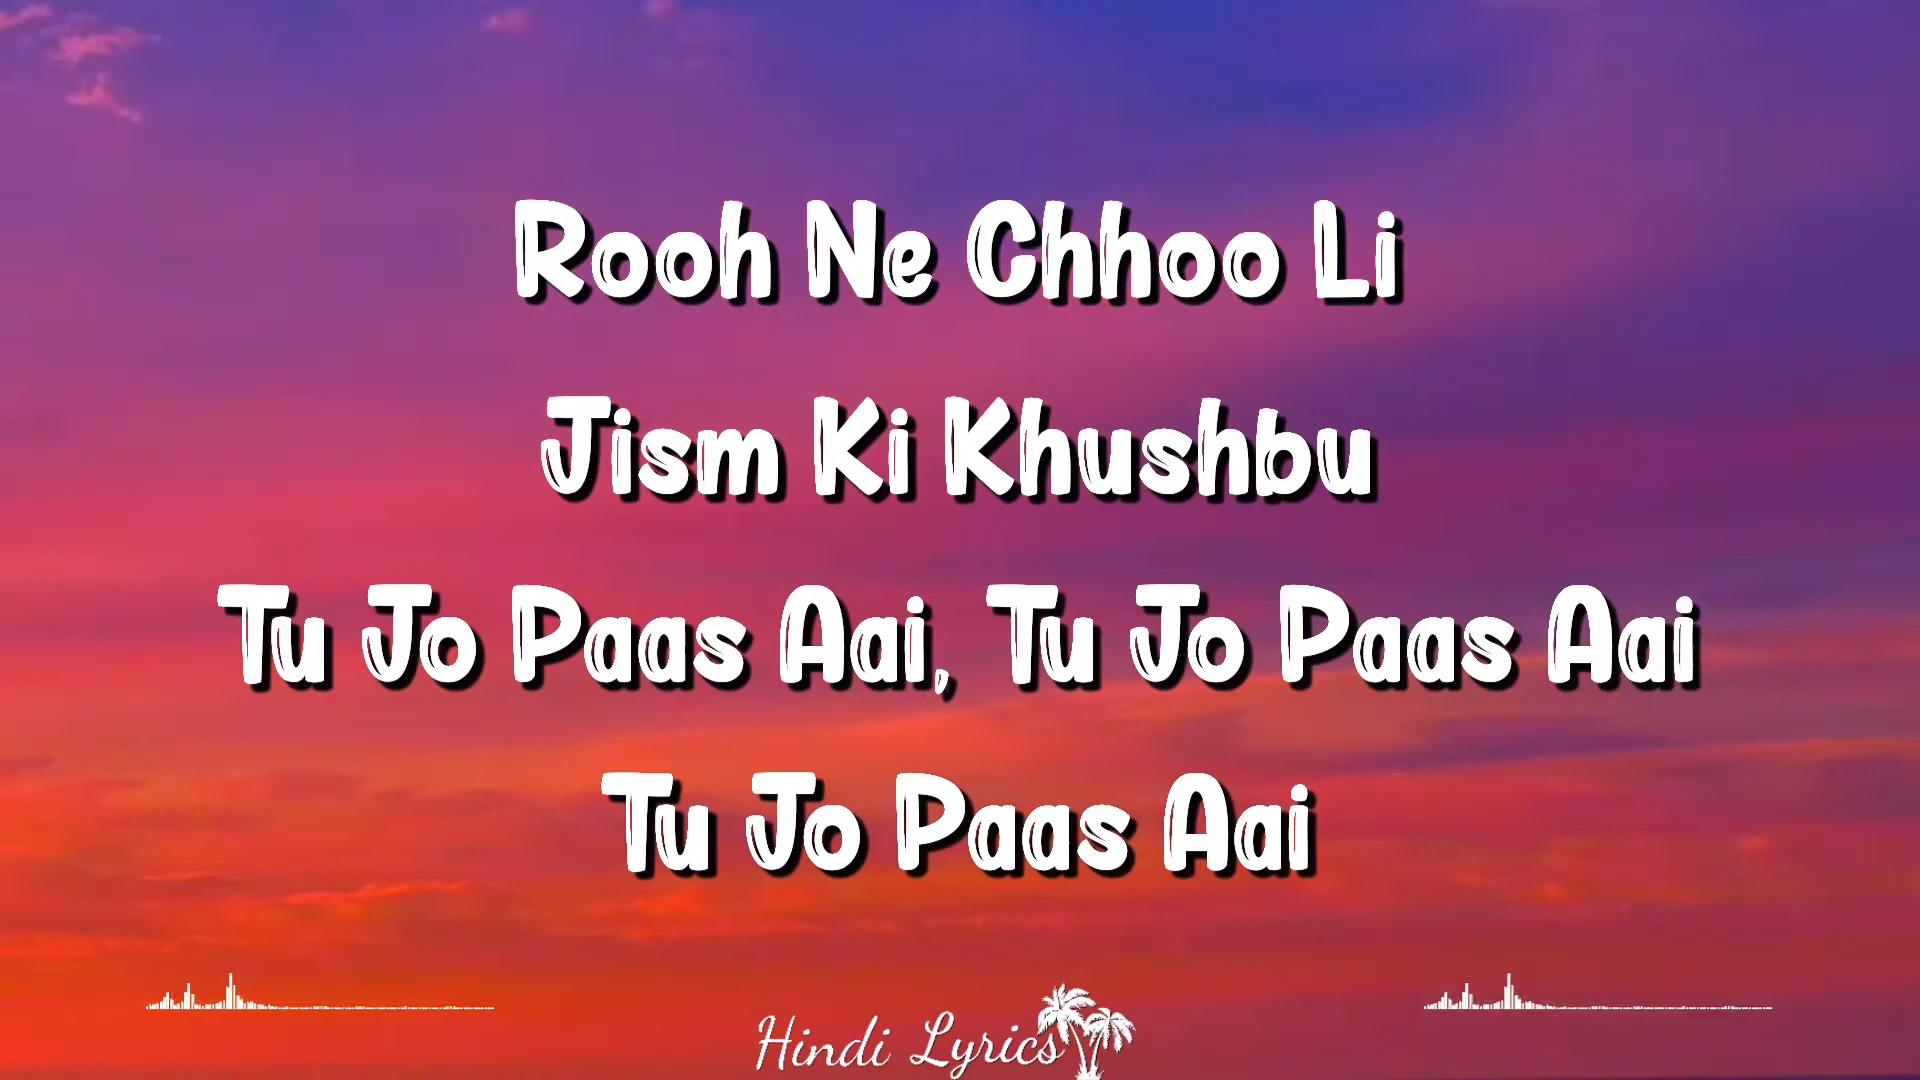 Rooh Ne Chhoo Li
Jism Ki Khushbu
Tu Jo Paas Aai, Tu Jo Paas Aai
Tu Jo Paas Aai
Hindi Lyrics